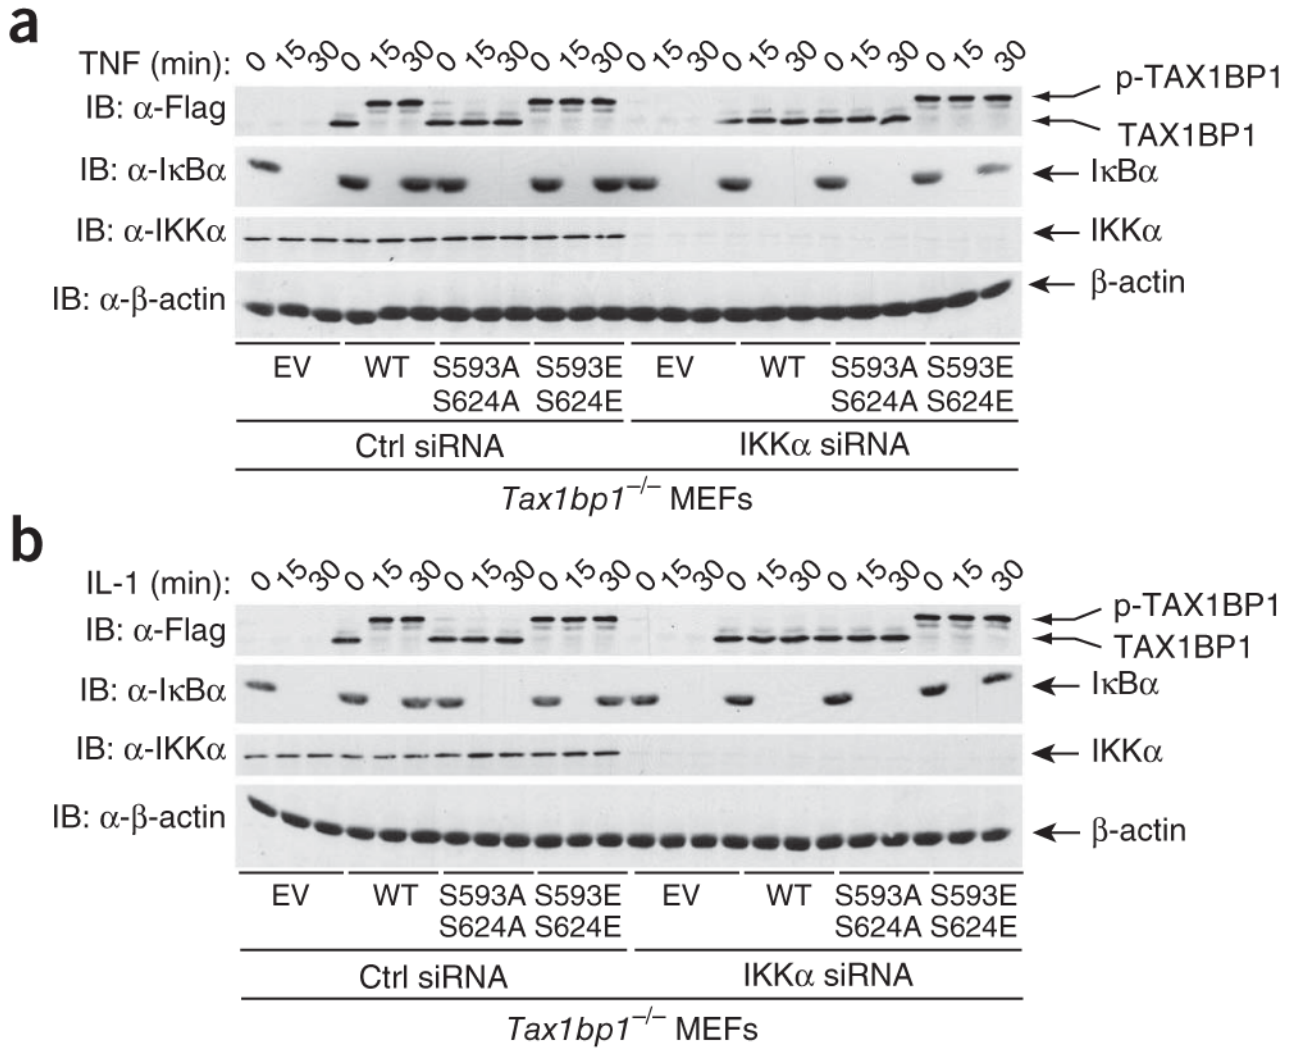 a
TNF (min): 0 15 30 0 15 30 0 15 30 0 15 30 0 15 30 0 15 30 0 15 30 0 15 30
IB: α-Flag
p-TAX1BP1
TAX1BP1
IB: α-IκBα
IκBα
IB: α-IKKα
IKKα
IB: α-β-actin
β-actin
EV WT S593A S593E EV WT S593A S593E
S624A S624E S624A S624E
Ctrl siRNA IKKα siRNA
Tax1bp1−/− MEFs
b
IL-1 (min): 0 15 30 0 15 30 0 15 30 0 15 30 0 15 30 0 15 30 0 15 30 0 15 30
IB: α-Flag
p-TAX1BP1
TAX1BP1
IB: α-IκBα
IκBα
IB: α-IKKα
IKKα
IB: α-β-actin
β-actin
EV WT S593A S593E EV WT S593A S593E
S624A S624E S624A S624E
Ctrl siRNA IKKα siRNA
Tax1bp1−/− MEFs